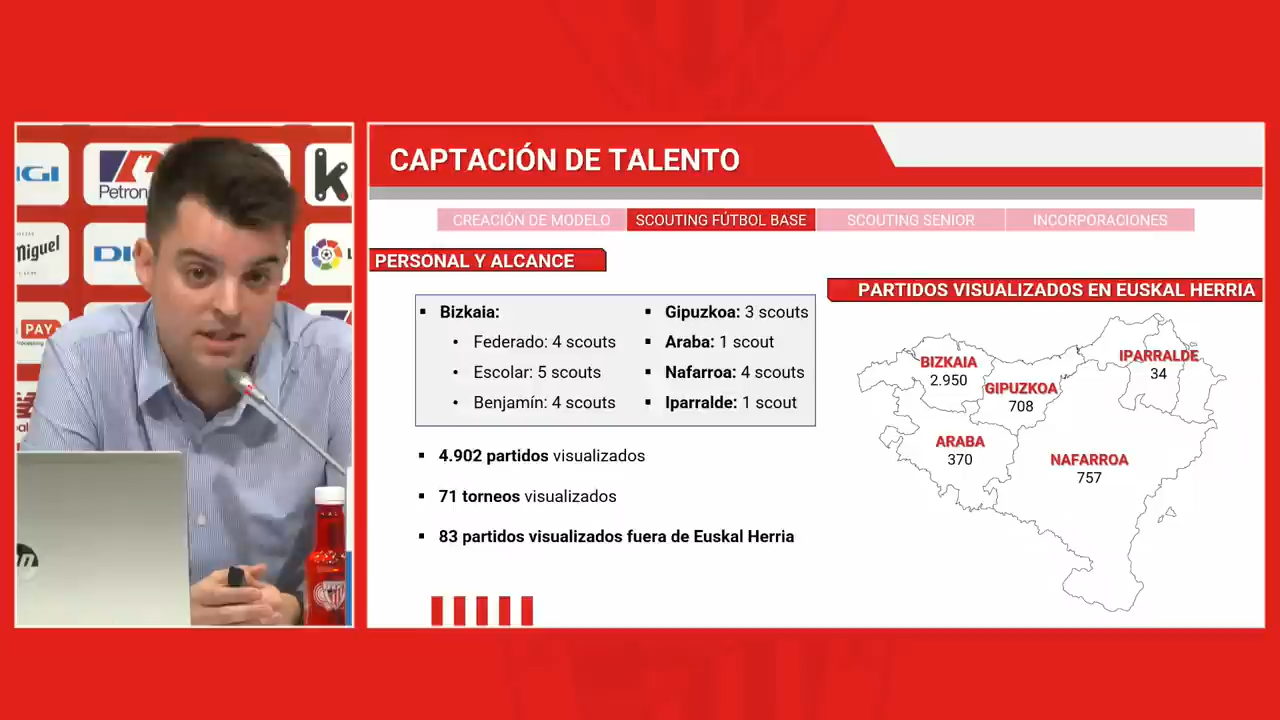 CAPTACIÓN DE TALENTO
CREACIÓN DE MODELO
SCOUTING FÚTBOL BASE
SCOUTING SENIOR
INCORPORACIONES
PERSONAL Y ALCANCE
▪ Bizkaia:
• Federado: 4 scouts
• Escolar: 5 scouts
• Benjamín: 4 scouts
▪ Gipuzkoa: 3 scouts
▪ Araba: 1 scout
▪ Nafarroa: 4 scouts
▪ Iparralde: 1 scout
▪ 4.902 partidos visualizados
▪ 71 torneos visualizados
▪ 83 partidos visualizados fuera de Euskal Herria
PARTIDOS VISUALIZADOS EN EUSKAL HERRIA
BIZKAIA
2.950
GIPUZKOA
708
IPARRALDE
34
ARABA
370
NAFARROA
757
IGI
Petron
k
Miguel
DI
L
PAY